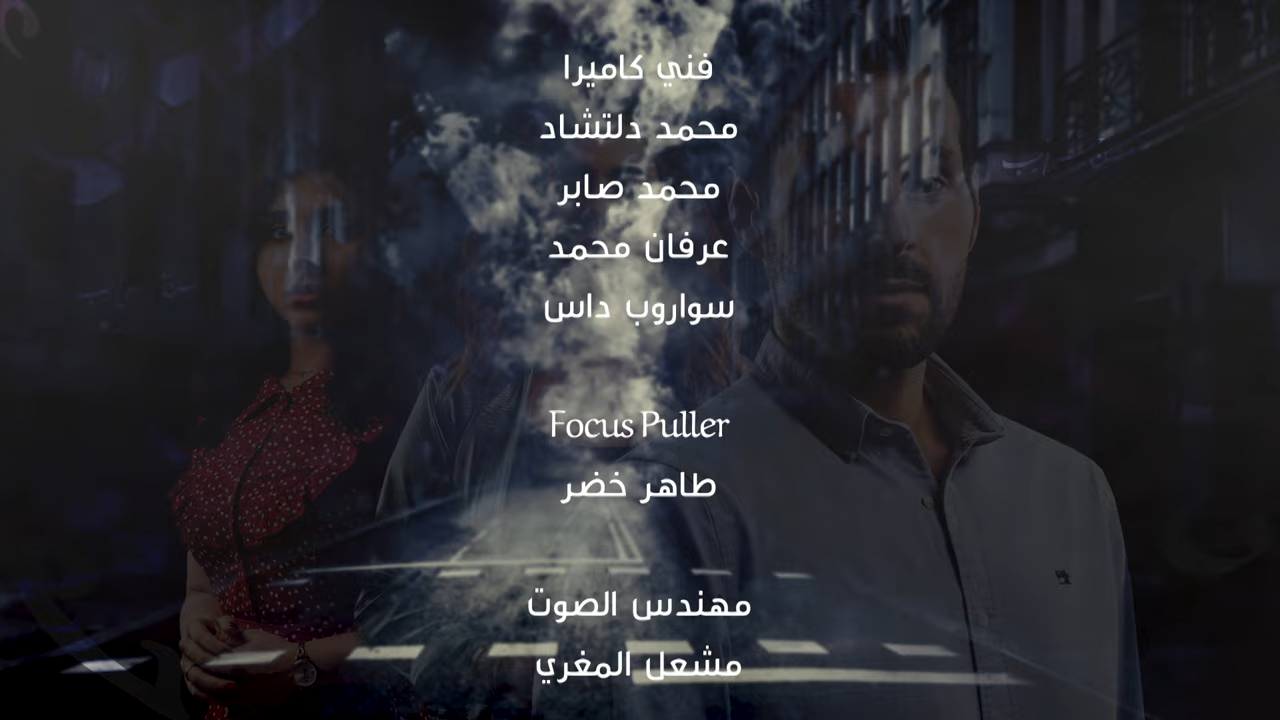 فني كاميرا
محمد دلتشاد
محمد صابر
عرفان محمد
سواروب داس
Focus Puller
طاهر خضر
مهندس الصوت
مشعل المغري